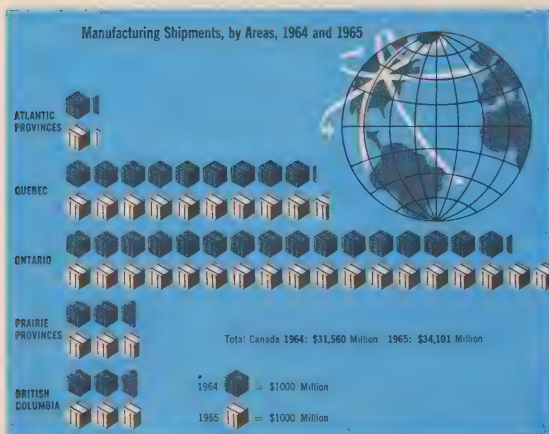 Manufacturing Shipments, by Areas, 1964 and 1965
ATLANTIC
PROVINCES
QUEBEC
ONTARIO
PRAIRIE
PROVINCES
Total Canada 1964: $31,560 Million 1965: $34,101 Million
BRITISH
COLUMBIA
1964 = $1000 Million
1965 = $1000 Million